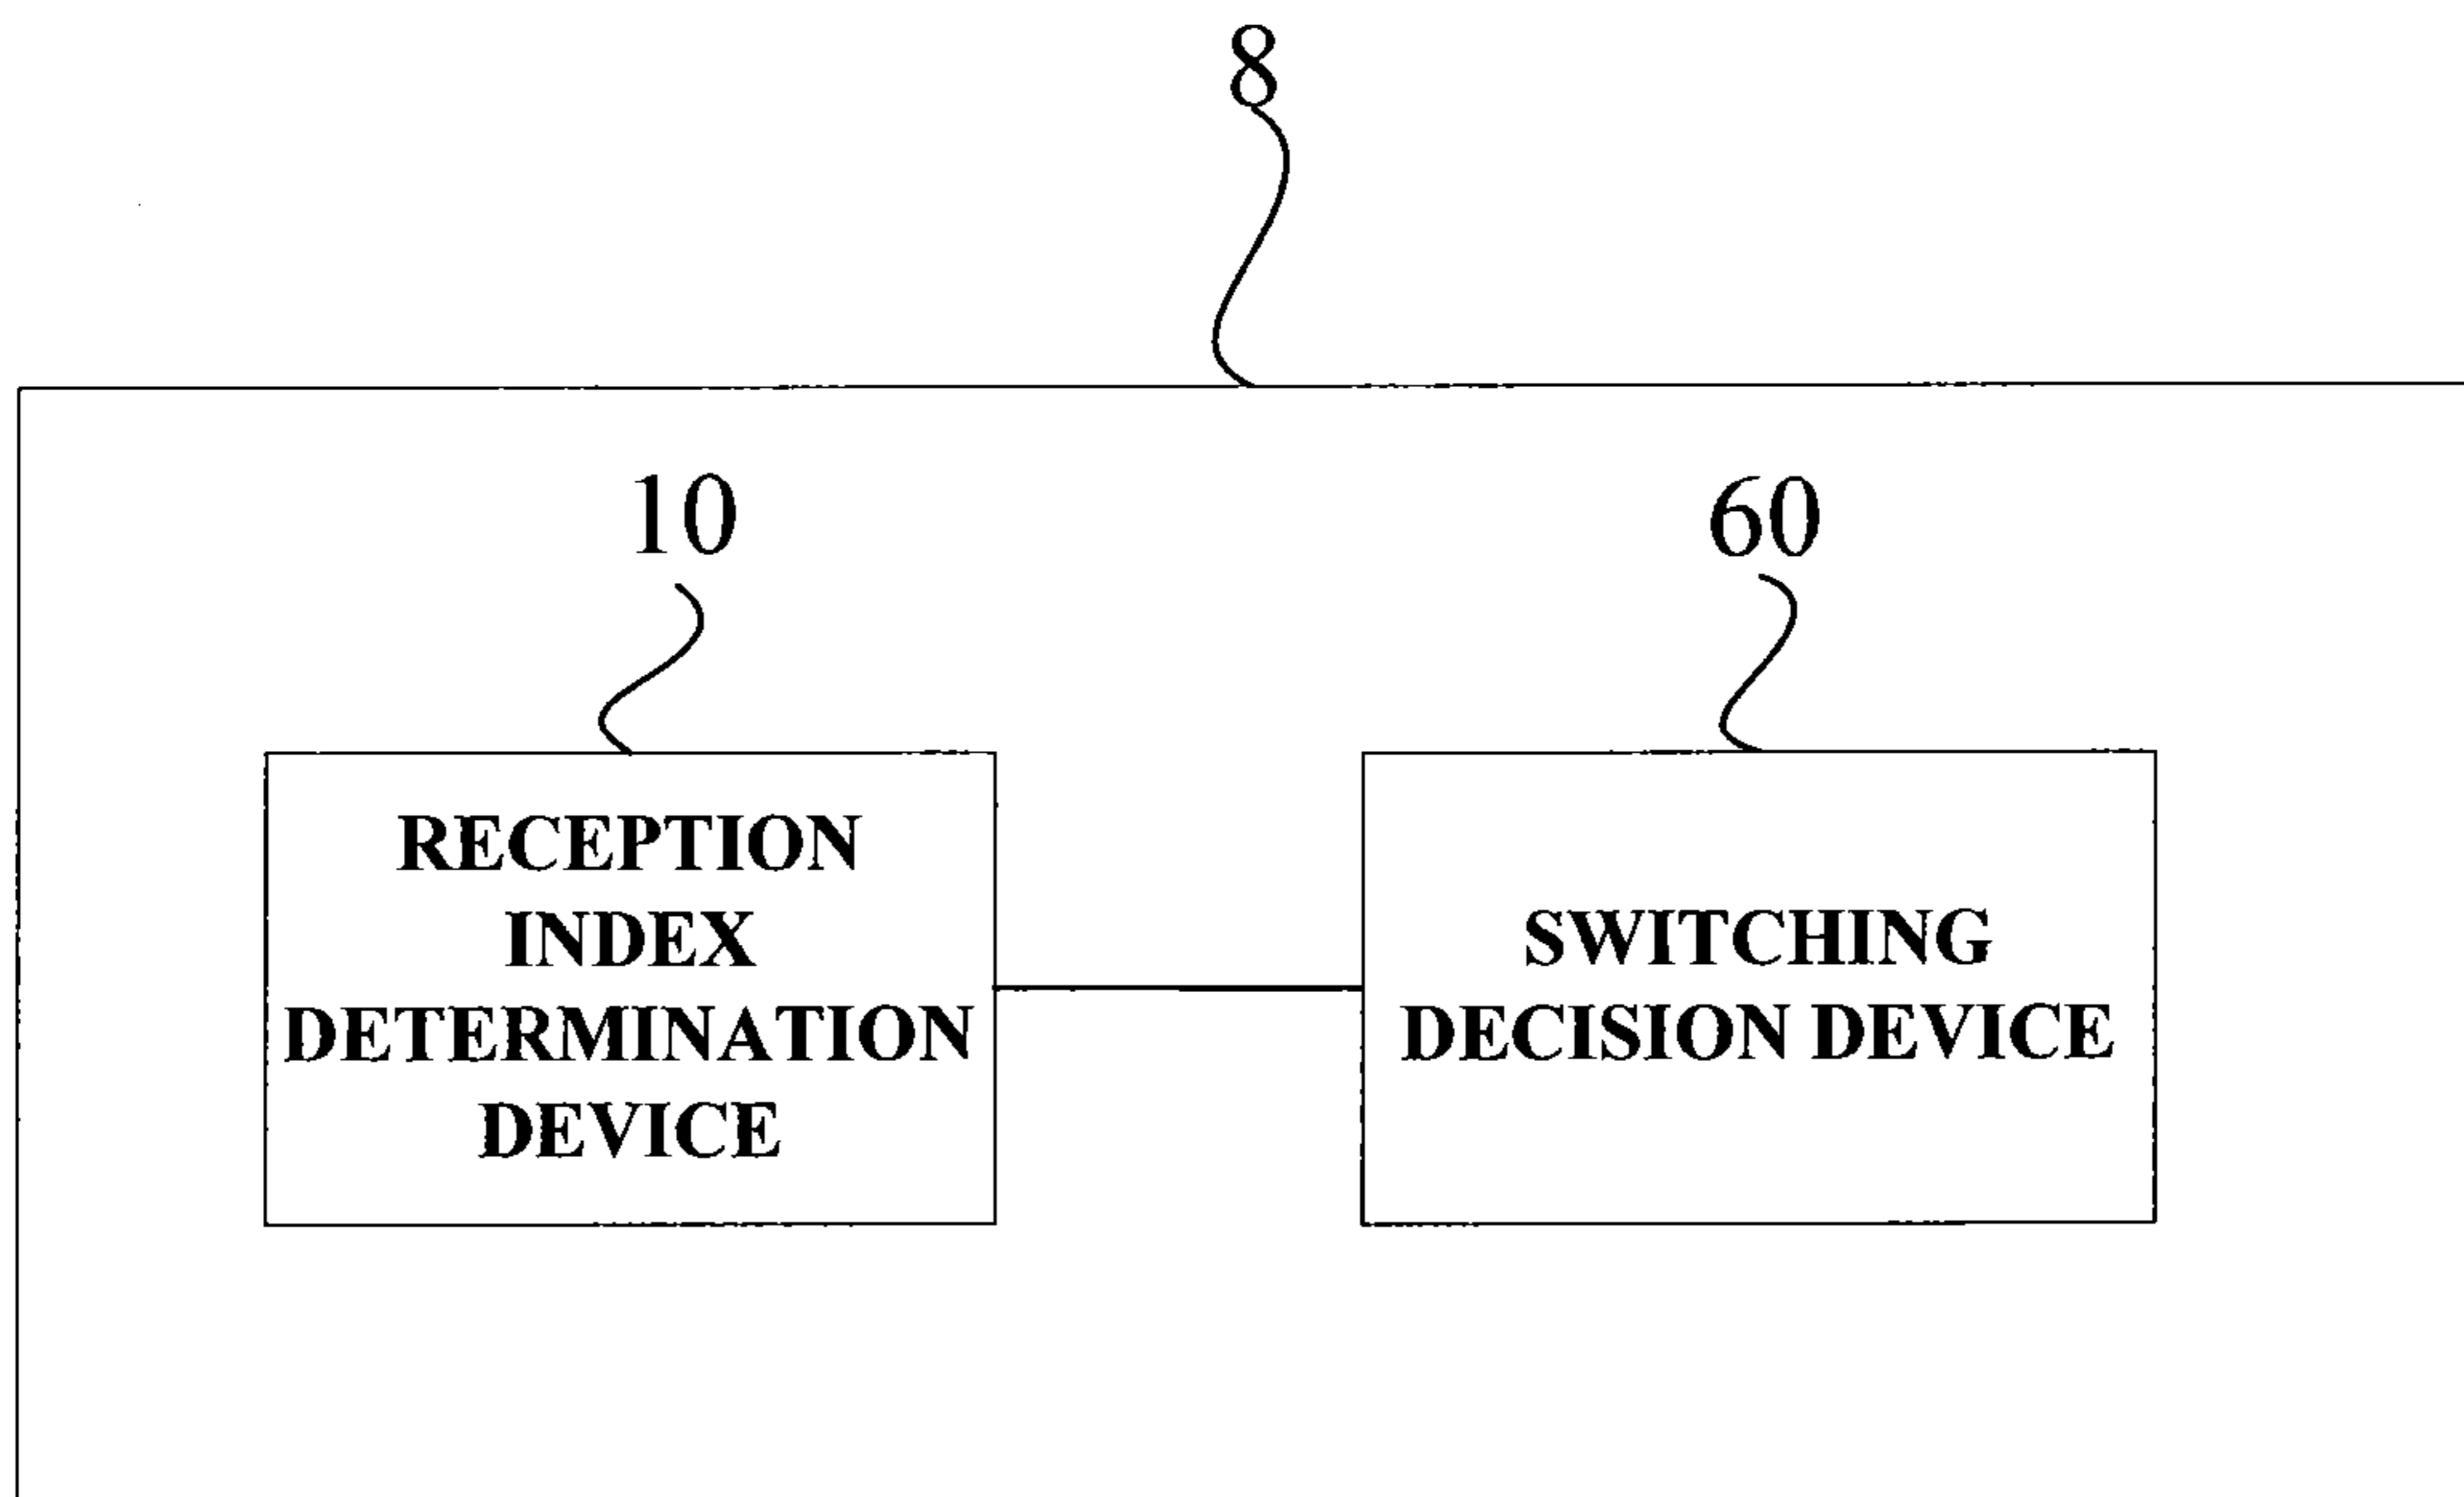 8
10
60
RECEPTION
INDEX
DETERMINATION
DEVICE
SWITCHING
DECISION DEVICE